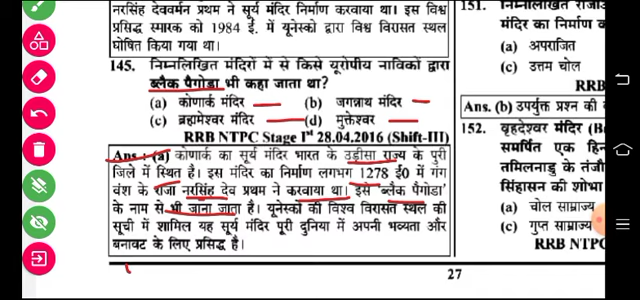 नरसिंह देववर्मन प्रथम ने सूर्य मंदिर निर्माण करवाया था। इस विश्व
प्रसिद्ध स्मारक को 1984 ई. में यूनेस्को द्वारा विश्व विरासत स्थल
घोषित किया गया था।
145. निम्नलिखित मंदिरों में से किसे यूरोपीय नाविकों द्वारा
ब्लैक पैगोडा भी कहा जाता था?
(a) कोणार्क मंदिर (b) जगन्नाथ मंदिर
(c) ब्रहामेश्वर मंदिर (d) मुक्तेश्वर
RRB NTPC Stage Iˢᵗ 28.04.2016 (Shift-III)
Ans. : (a) कोणार्क का सूर्य मंदिर भारत के उड़ीसा राज्य के पुरी
जिले में स्थित है। इस मंदिर का निर्माण लगभग 1278 ई0 में गंग
वंश के राजा नरसिंह देव प्रथम ने करवाया था। इसे 'ब्लैक पैगोडा'
के नाम से भी जाना जाता है। यूनेस्को की विश्व विरासत स्थल की
सूची में शामिल यह सूर्य मंदिर पूरी दुनिया में अपनी भव्यता और
बनावट के लिए प्रसिद्ध है।
151. निम्नलिखित
मंदिर का निर्माण
(a) अपराजित
(c) उत्तम चोल
RRB
Ans. (b) उपर्युक्त प्रश्न की
152. वृहदेश्वर मंदिर
समर्पित एक हिन
तमिलनाडु के तंजौ
सिंहासन की शोभा
(a) चोल साम्राज्य
(c) गुप्त साम्राज्य
RRB NTPC
27